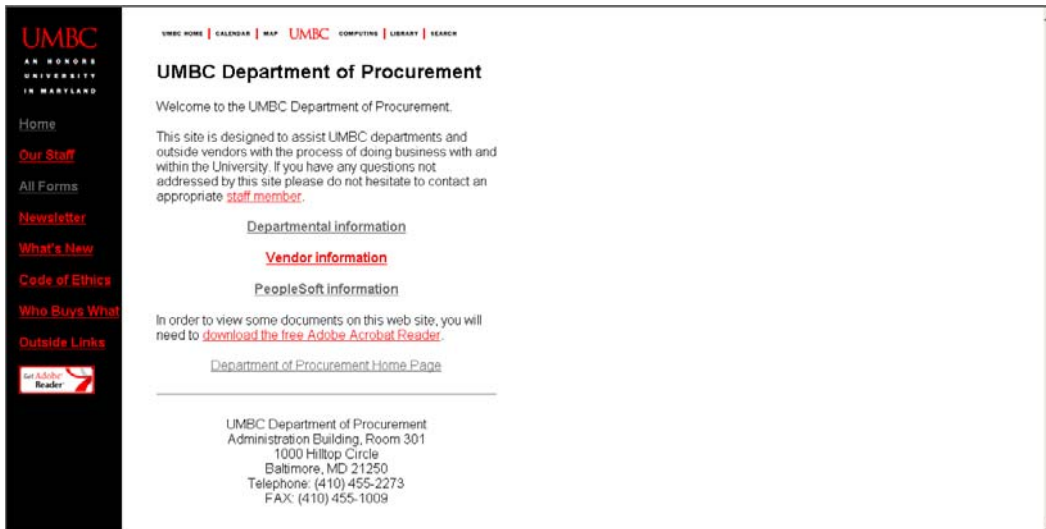 UMBC
AN HONORS
UNIVERSITY
IN MARYLAND
Home
Our Staff
All Forms
Newsletter
What's New
Code of Ethics
Who Buys What
Outside Links
Get Adobe
Reader
UMBC HOME | CALENDAR | MAP UMBC COMPUTING | LIBRARY | SEARCH
UMBC Department of Procurement
Welcome to the UMBC Department of Procurement.
This site is designed to assist UMBC departments and
outside vendors with the process of doing business with and
within the University. If you have any questions not
addressed by this site please do not hesitate to contact an
appropriate staff member.
Departmental information
Vendor information
PeopleSoft information
In order to view some documents on this web site, you will
need to download the free Adobe Acrobat Reader.
Department of Procurement Home Page
UMBC Department of Procurement
Administration Building, Room 301
1000 Hilltop Circle
Baltimore, MD 21250
Telephone: (410) 455-2273
FAX: (410) 455-1009